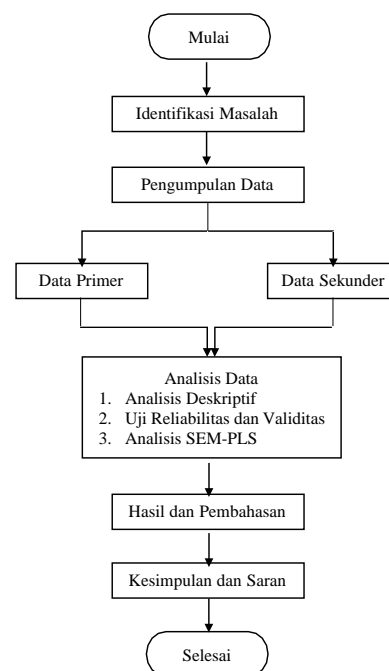 Mulai
Identifikasi Masalah
Pengumpulan Data
Data Primer
Data Sekunder
Analisis Data
1. Analisis Deskriptif
2. Uji Reliabilitas dan Validitas
3. Analisis SEM-PLS
Hasil dan Pembahasan
Kesimpulan dan Saran
Selesai